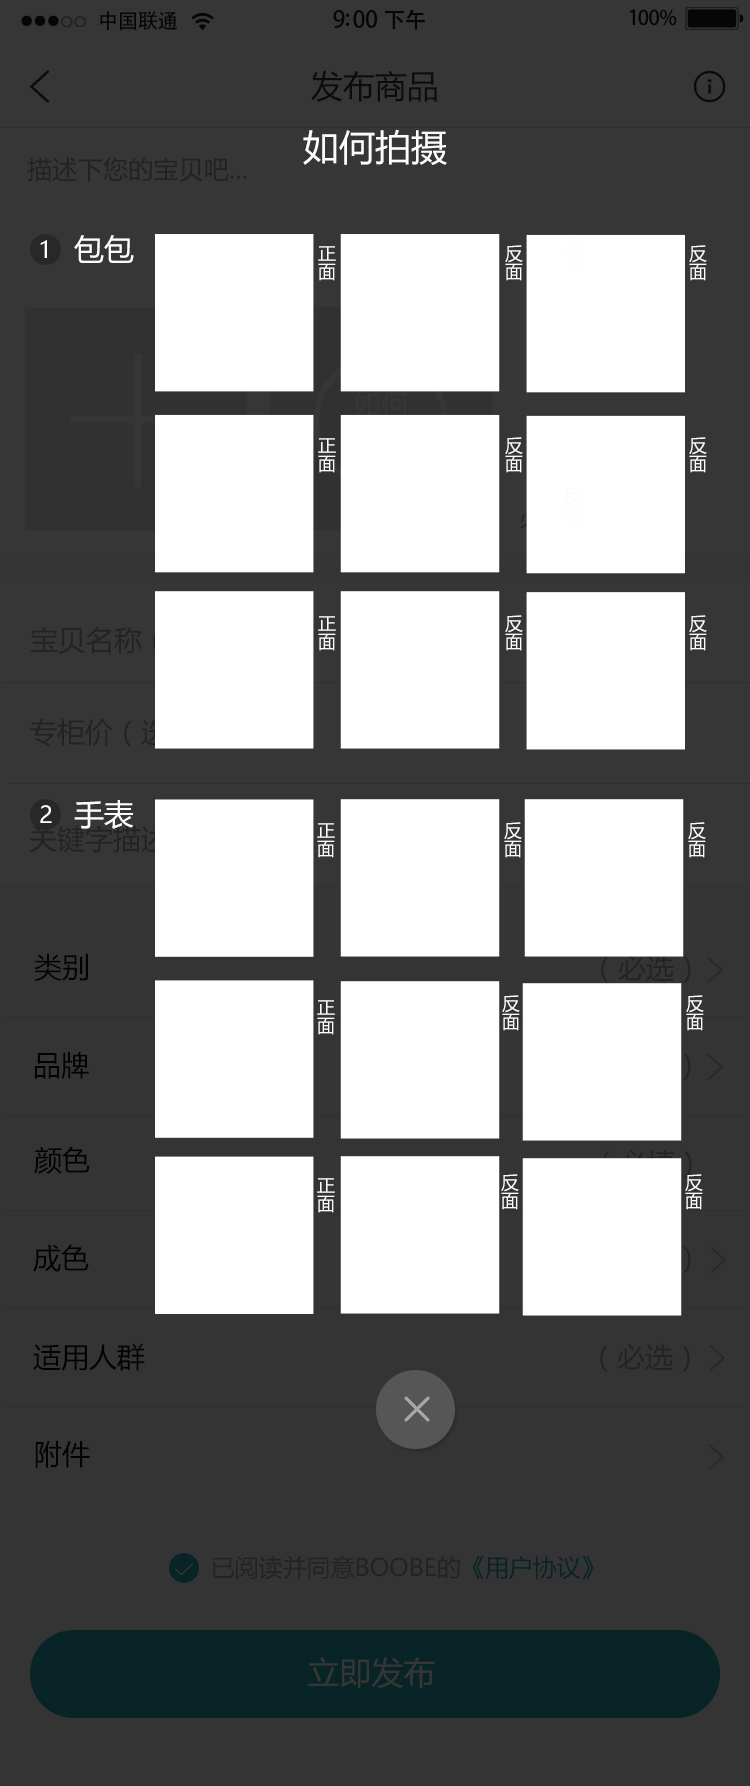 中国联通 9:00 下午 100%
发布商品
如何拍摄
描述下您的宝贝吧...
1 包包 正面 反面 反面
如何
正面 反面 反面
宝贝名称
正面 反面 反面
专柜价（选
2 手表 正面 反面 反面
关键字描述
类别 （必选）
正面 反面 反面
品牌 ）
颜色
正面 反面 反面
成色 ）
适用人群 （必选）
附件
已阅读并同意BOOBE的《用户协议》
立即发布